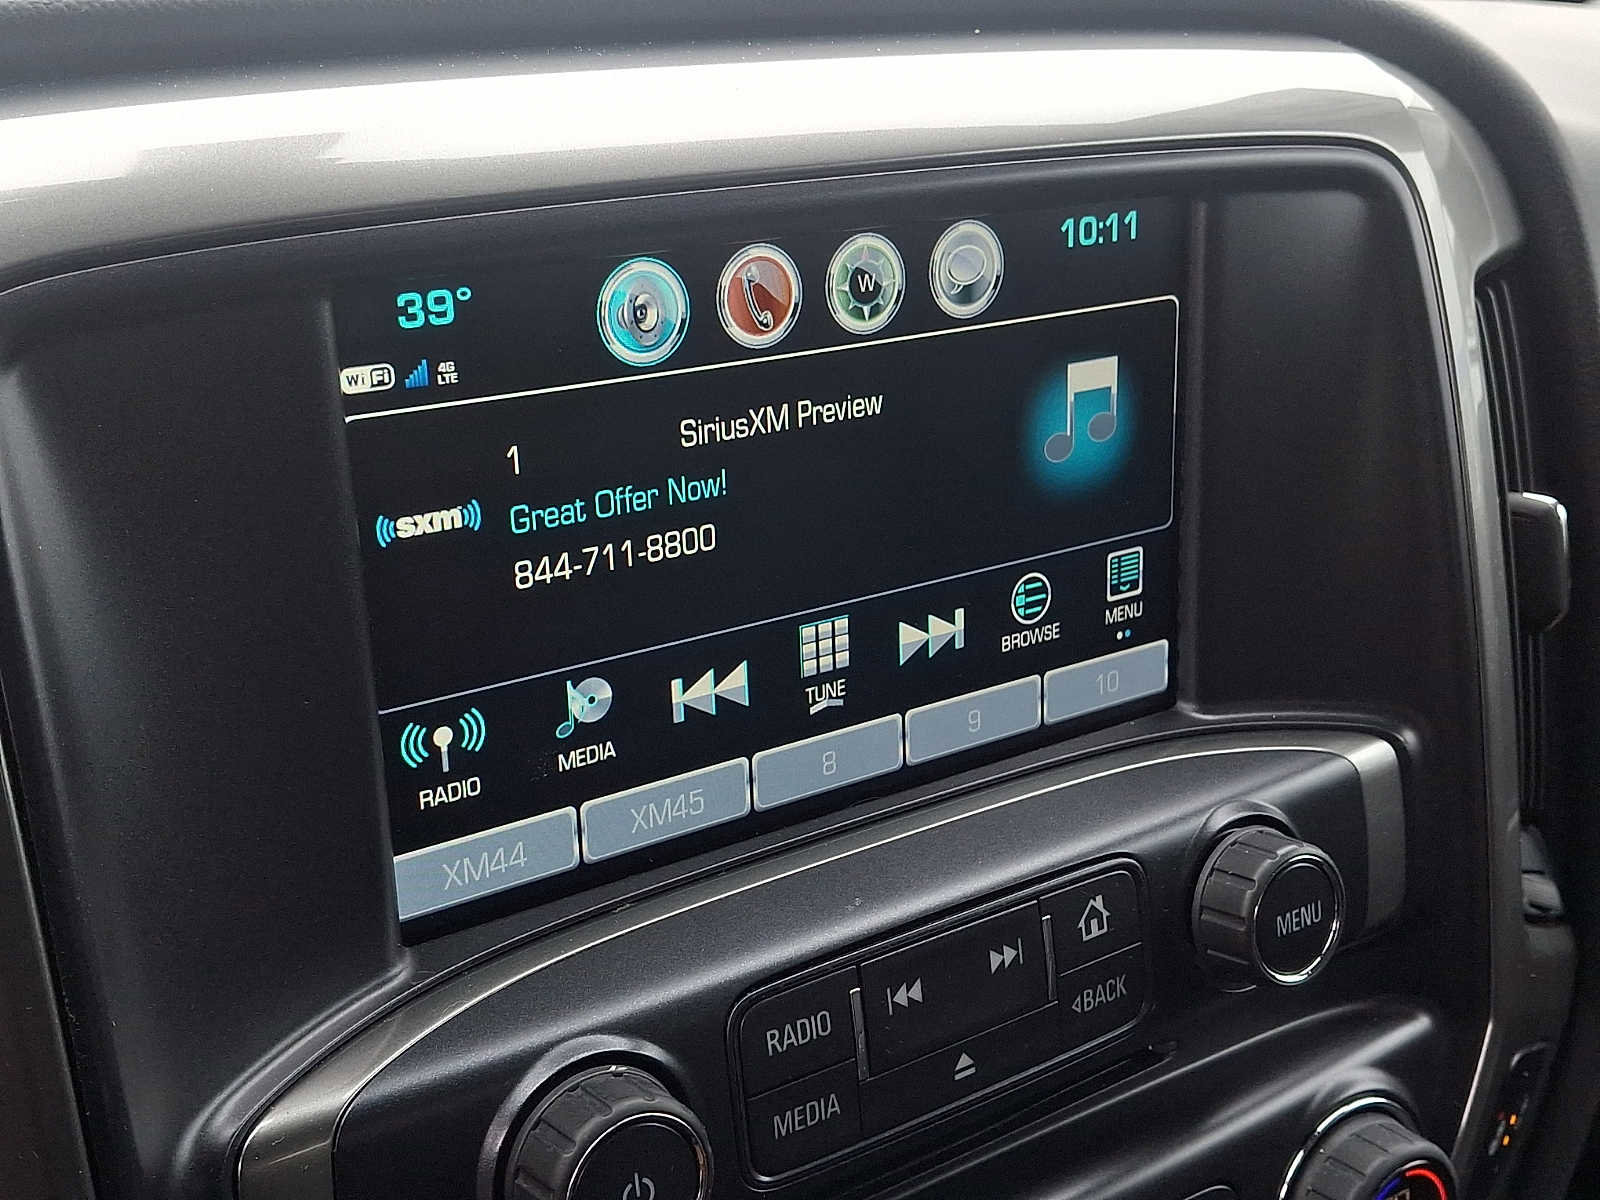 10:11
39°
W
WiFi
4G
LTE
1
SiriusXM Preview
sxm
Great Offer Now!
844-711-8800
RADIO
MEDIA
TUNE
BROWSE
MENU
XM44
XM45
8
9
10
MENU
RADIO
BACK
MEDIA